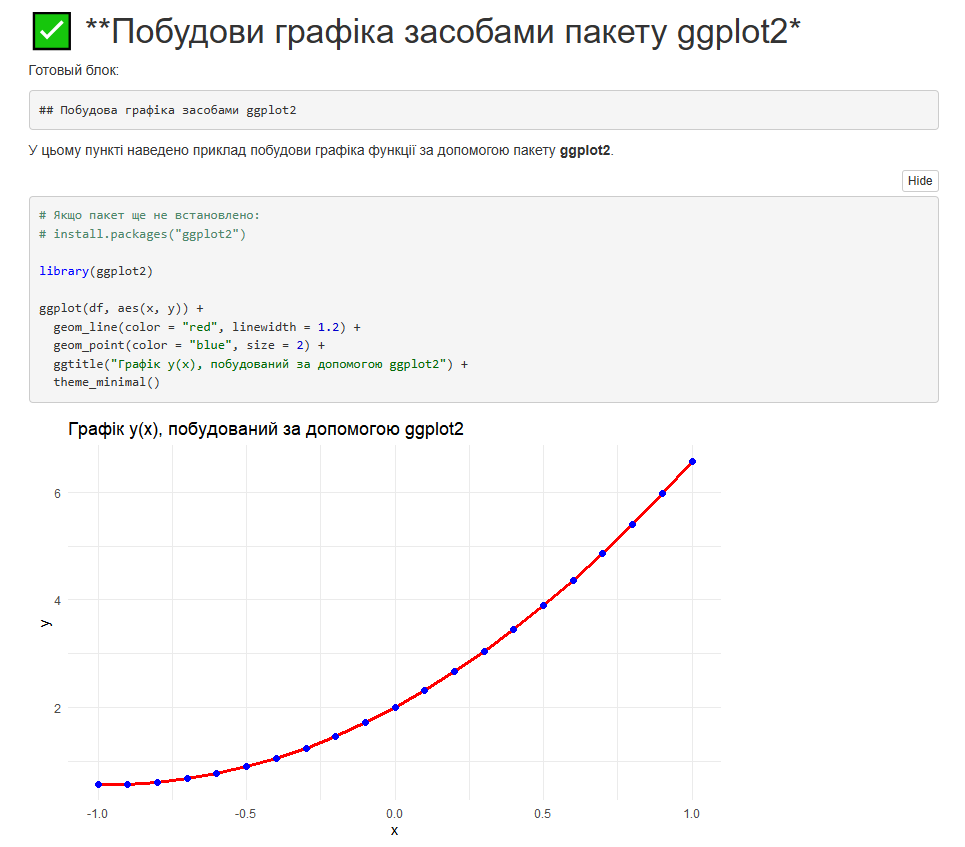 ✅ **Побудови графіка засобами пакету ggplot2*
Готовый блок:
## Побудова графіка засобами ggplot2
У цьому пункті наведено приклад побудови графіка функції за допомогою пакету ggplot2.
Hide
# Якщо пакет ще не встановлено:
# install.packages("ggplot2")
library(ggplot2)
ggplot(df, aes(x, y)) +
  geom_line(color = "red", linewidth = 1.2) +
  geom_point(color = "blue", size = 2) +
  ggtitle("Графік y(x), побудований за допомогою ggplot2") +
  theme_minimal()
Графік y(x), побудований за допомогою ggplot2
6
4
y
2
-1.0 -0.5 0.0 0.5 1.0
x